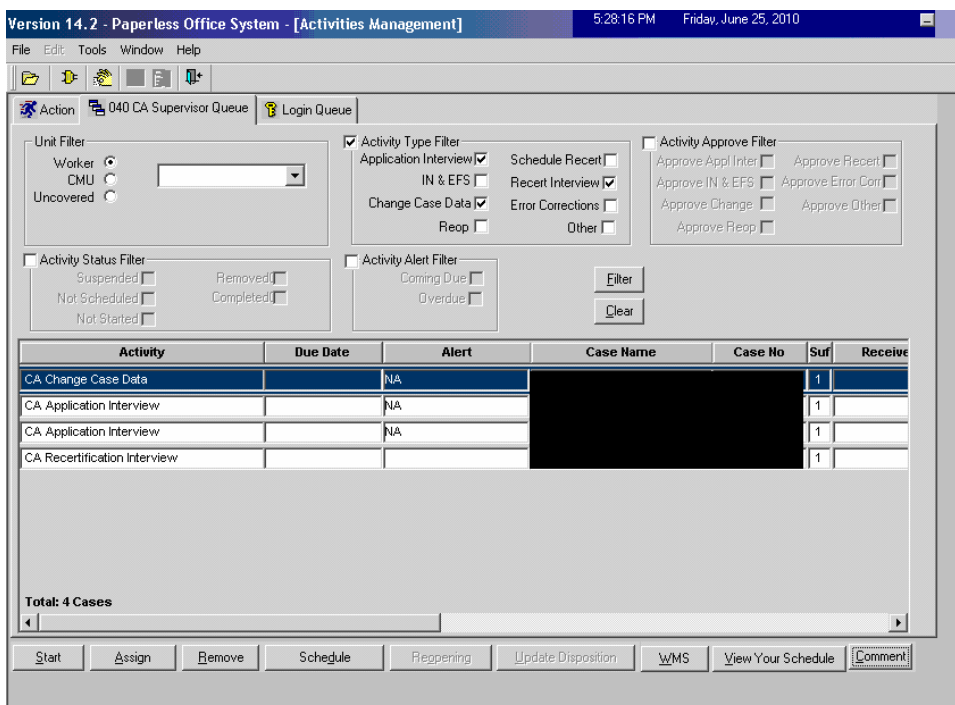 Version 14.2 - Paperless Office System - [Activities Management] 5:28:16 PM Friday, June 25, 2010
File Edit Tools Window Help
Action 040 CA Supervisor Queue Login Queue
Unit Filter
Worker
CMU
Uncovered
Activity Type Filter
Application Interview Schedule Recert
IN & EFS Recert Interview
Change Case Data Error Corrections
Reop Other
Activity Approve Filter
Approve Appl Inter Approve Recert
Approve IN & EFS Approve Error Corr
Approve Change Approve Other
Approve Reop
Activity Status Filter
Suspended Removed
Not Scheduled Completed
Not Started
Activity Alert Filter
Coming Due
Overdue
Filter
Clear
Activity Due Date Alert Case Name Case No Suf Receive
CA Change Case Data NA 1
CA Application Interview NA 1
CA Application Interview NA 1
CA Recertification Interview 1
Total: 4 Cases
Start Assign Remove Schedule Reopening Update Disposition WMS View Your Schedule Comment